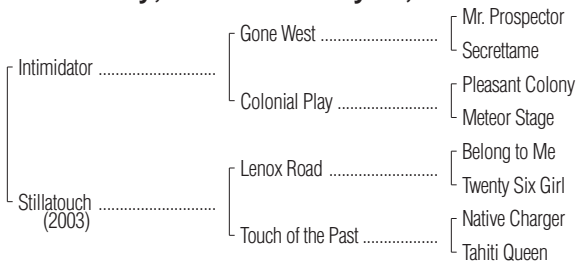 Mr. Prospector
Gone West ........................
Secrettame
Intimidator ........................
Pleasant Colony
Colonial Play .....................
Meteor Stage
Belong to Me
Lenox Road ......................
Twenty Six Girl
Stillatouch ........................
(2003)
Native Charger
Touch of the Past ................
Tahiti Queen